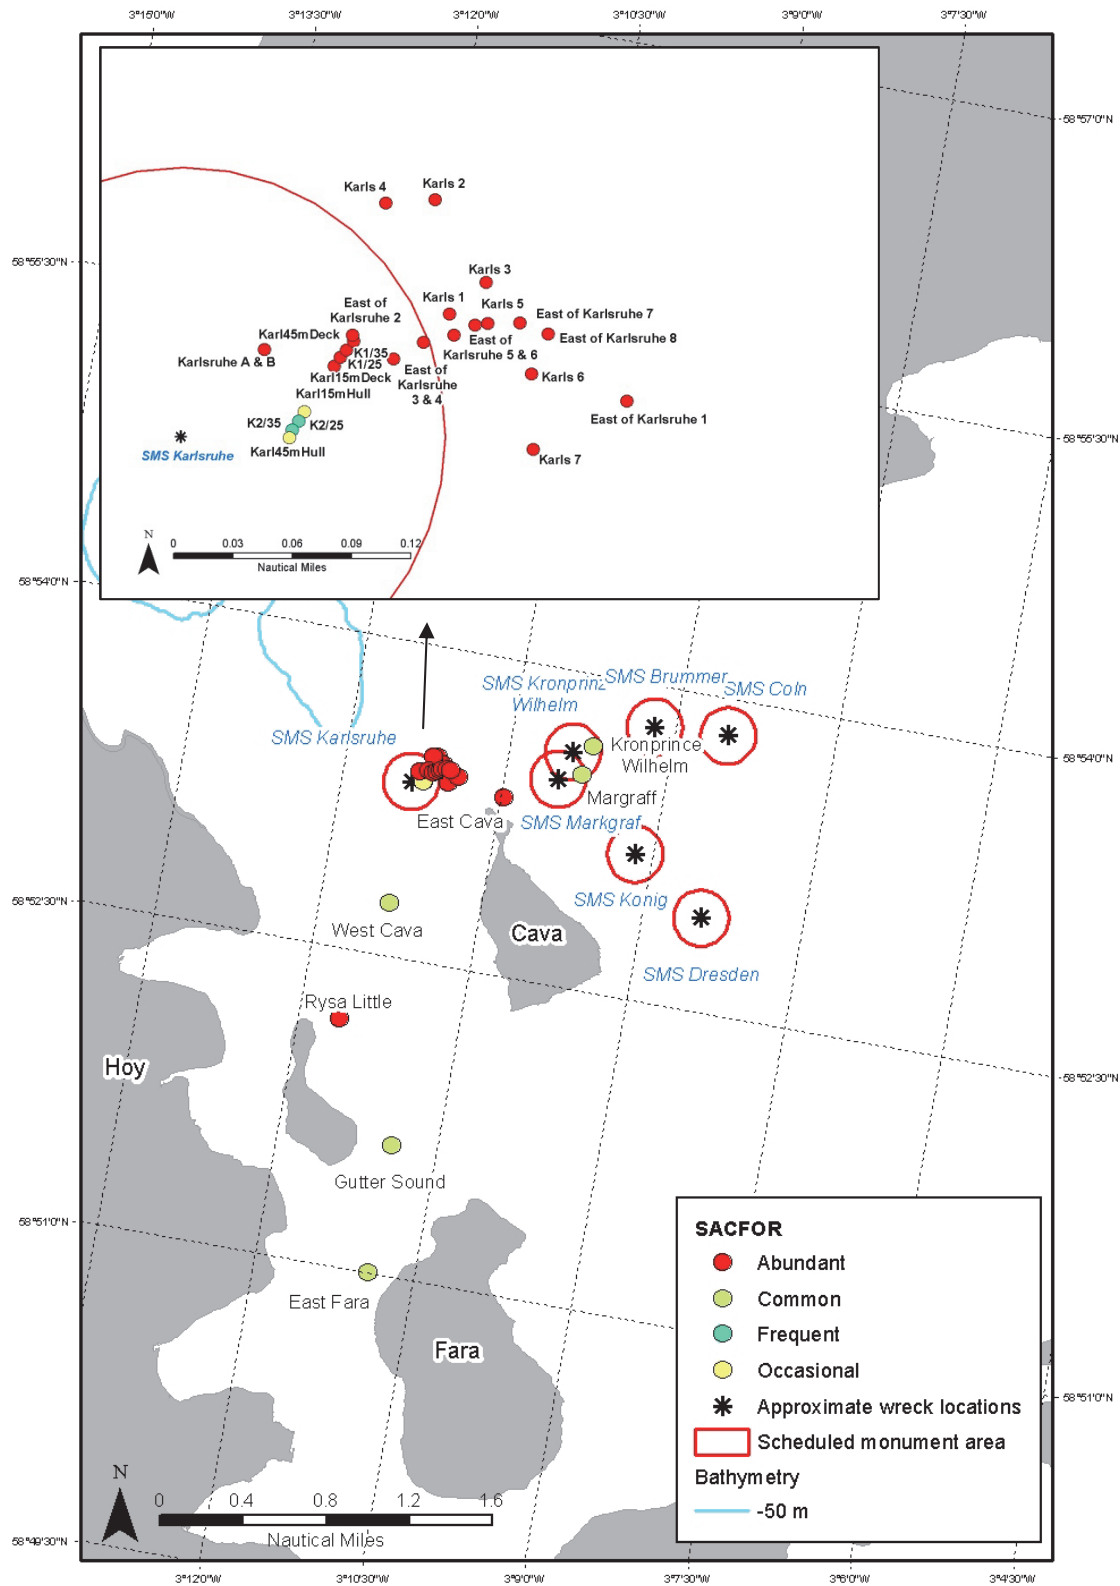 3°15'0"W 3°13'30"W 3°12'0"W 3°10'30"W 3°9'0"W 3°7'30"W
58°57'0"N
58°55'30"N
58°55'30"N
58°54'0"N
58°54'0"N
58°52'30"N
58°52'30"N
58°51'0"N
58°51'0"N
58°49'30"N
Karls 4
Karls 2
Karls 3
Karls 1
Karls 5
East of
Karlsruhe 2
East of Karlsruhe 7
Karl45mDeck
East of Karlsruhe 8
East of
Karlsruhe 5 & 6
K1/35
Karlsruhe A & B
K1/25
East of
Karlsruhe
3 & 4
Karl15mDeck
Karls 6
Karl15mHull
East of Karlsruhe 1
K2/35
K2/25
Karl45mHull
Karls 7
SMS Karlsruhe
N
0 0.03 0.06 0.09 0.12
Nautical Miles
SMS Kronprinz
Wilhelm
SMS Brummer
SMS Coln
SMS Karlsruhe
Kronprince
Wilhelm
Margraff
East Cava
SMS Markgraf
SMS Konig
West Cava
Cava
SMS Dresden
Rysa Little
Hoy
Gutter Sound
East Fara
Fara
SACFOR
Abundant
Common
Frequent
Occasional
Approximate wreck locations
Scheduled monument area
Bathymetry
-50 m
N
0 0.4 0.8 1.2 1.6
Nautical Miles
3°12'0"W 3°10'30"W 3°9'0"W 3°7'30"W 3°6'0"W 3°4'30"W